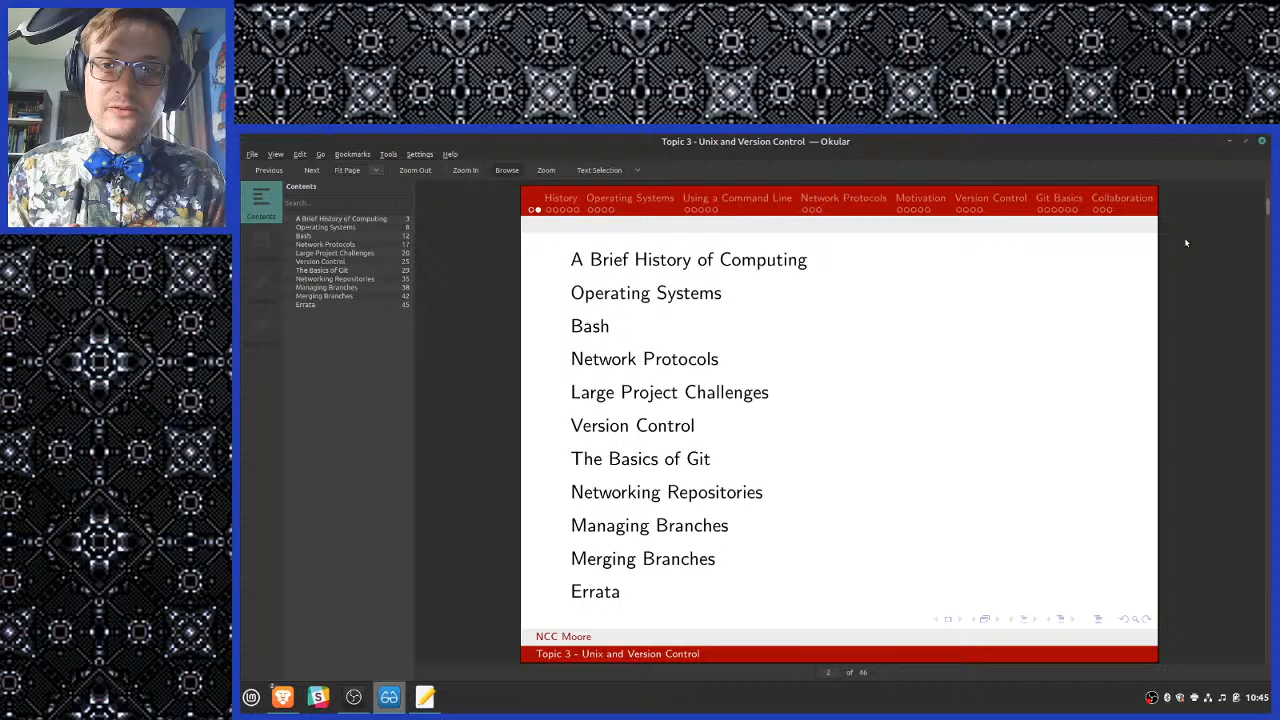 Topic 3 - Unix and Version Control — Okular
File View Edit Go Bookmarks Tools Settings Help
Previous Next Fit Page Zoom Out Zoom In Browse Zoom Text Selection
Contents
Contents
Search...
A Brief History of Computing 3
Operating Systems 8
Bash 12
Network Protocols 17
Large Project Challenges 20
Version Control 25
The Basics of Git 29
Networking Repositories 35
Managing Branches 38
Merging Branches 42
Errata 45
History Operating Systems Using a Command Line Network Protocols Motivation Version Control Git Basics Collaboration
A Brief History of Computing
Operating Systems
Bash
Network Protocols
Large Project Challenges
Version Control
The Basics of Git
Networking Repositories
Managing Branches
Merging Branches
Errata
NCC Moore
Topic 3 - Unix and Version Control
2 of 46
10:45